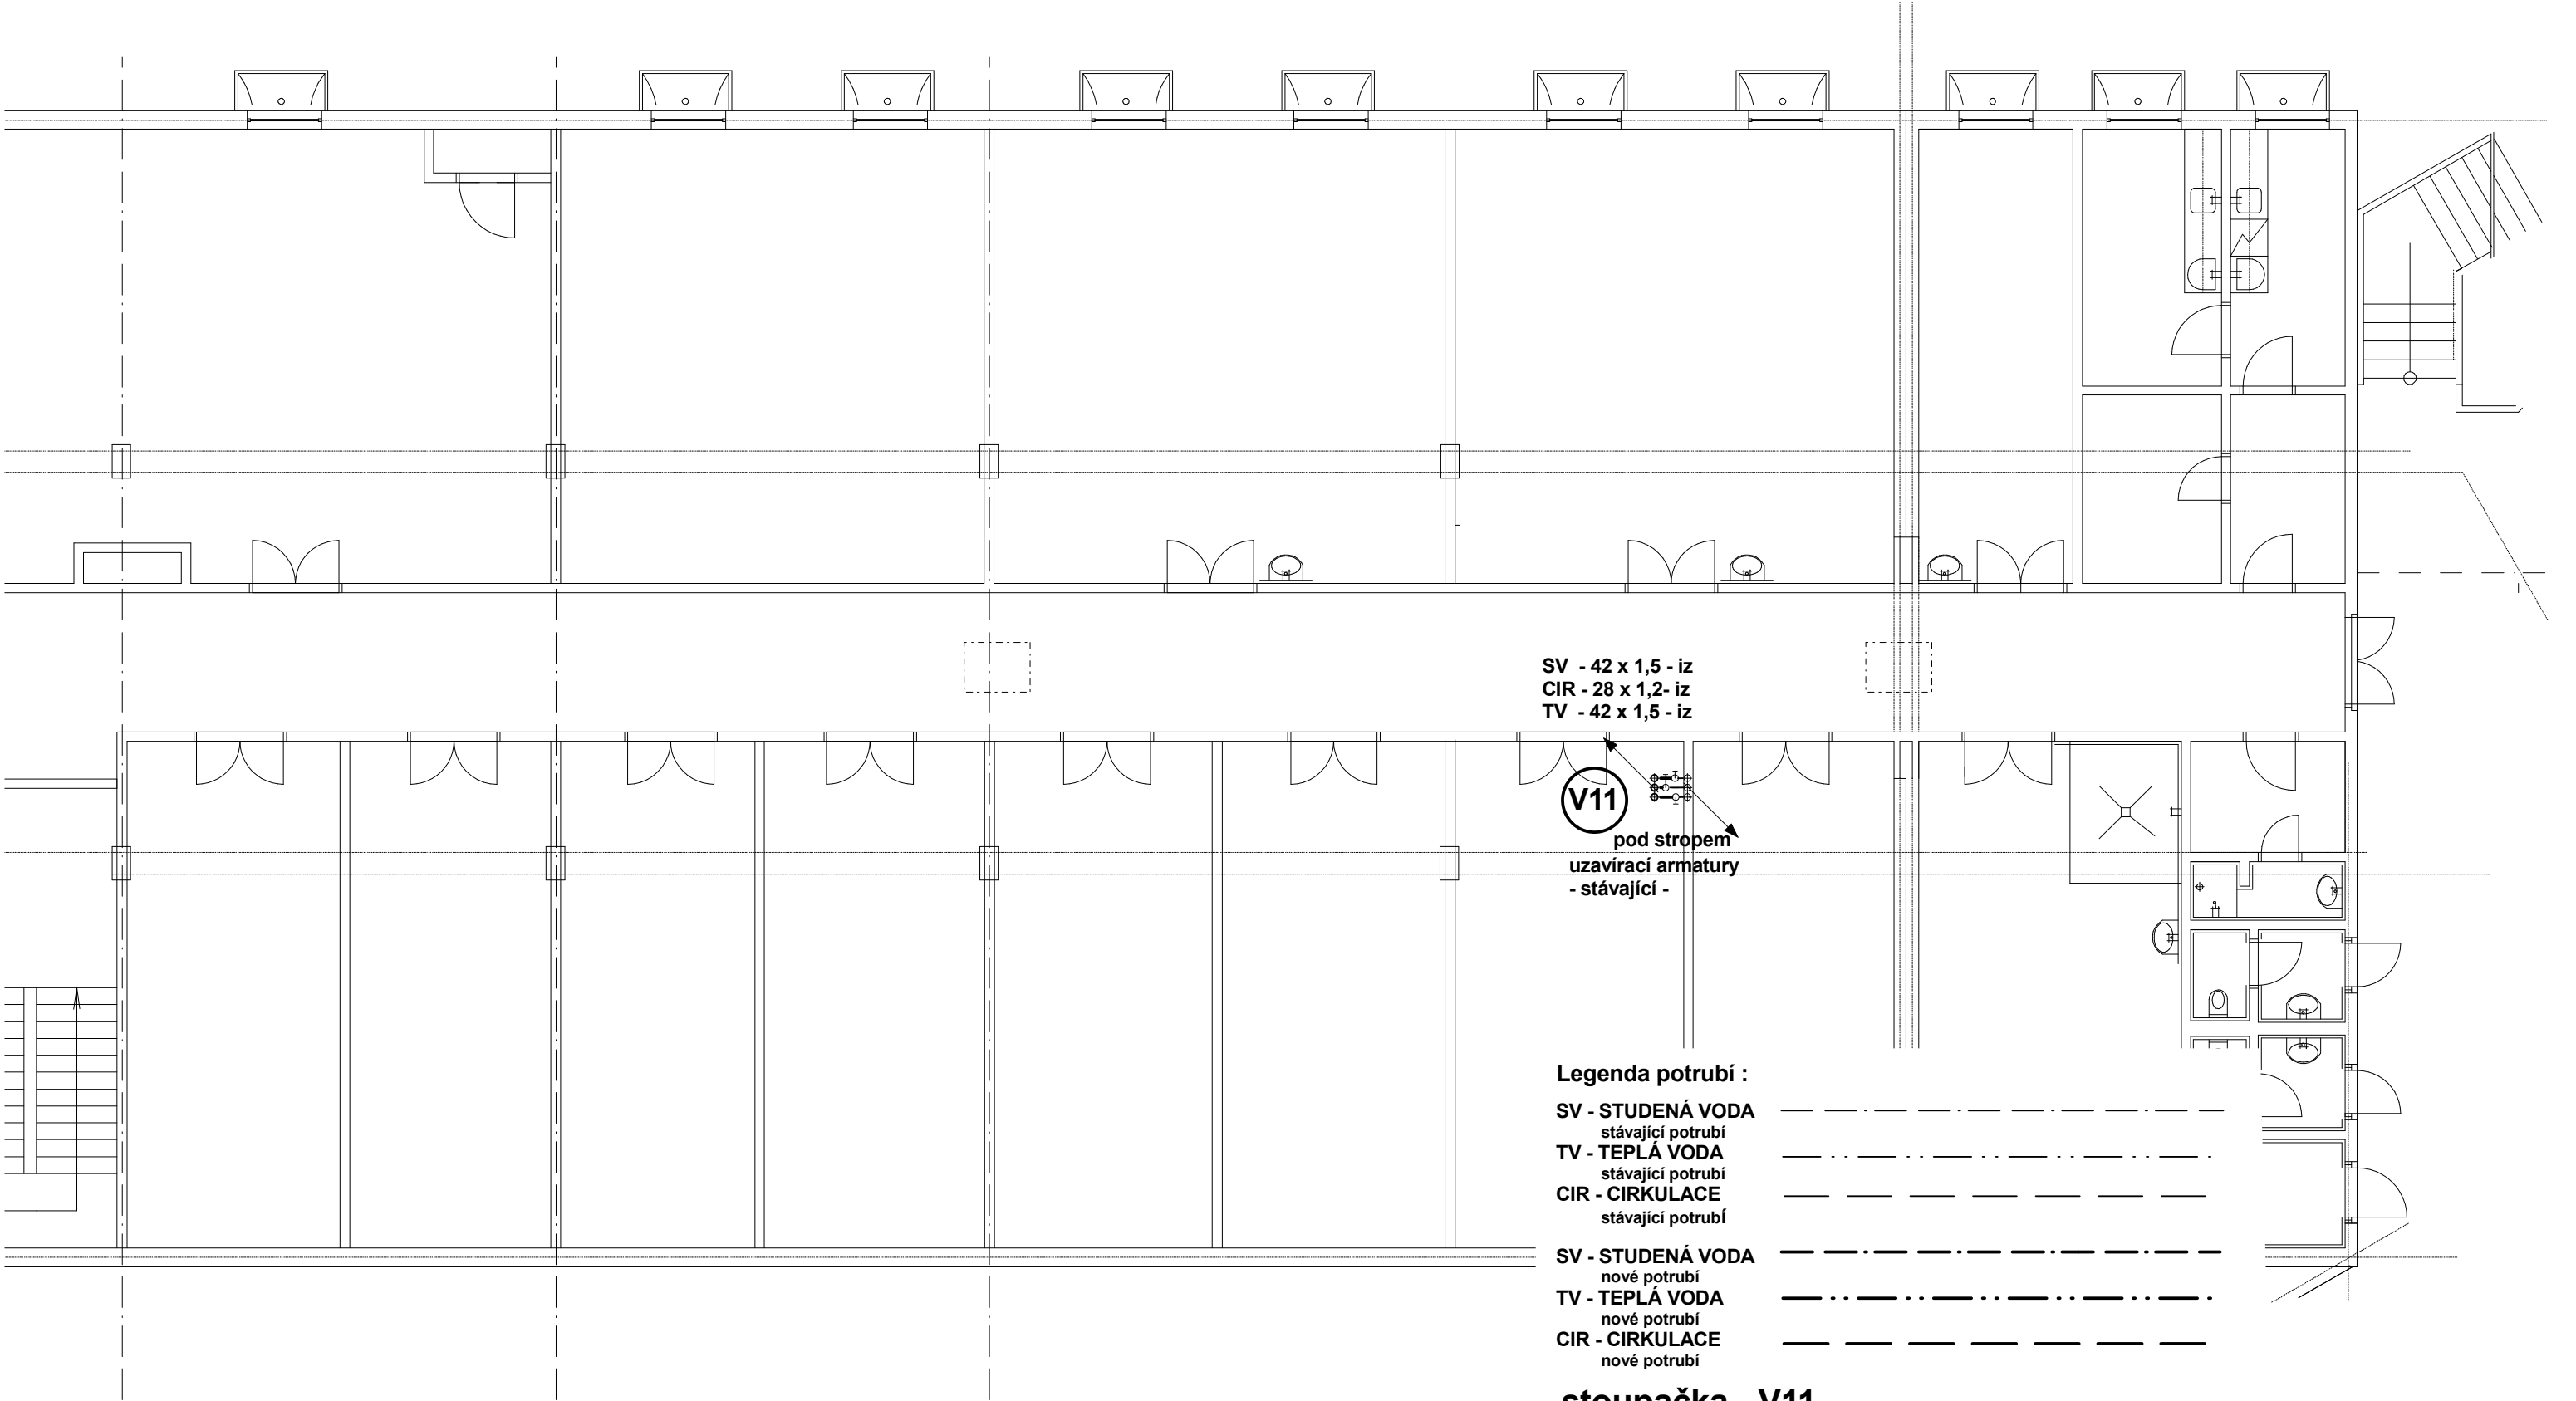 SV - 42 x 1,5 - iz
CIR - 28 x 1,2- iz
TV - 42 x 1,5 - iz
V11
pod stropem
uzavírací armatury
- stávající -
Legenda potrubí :
SV - STUDENÁ VODA
stávající potrubí
TV - TEPLÁ VODA
stávající potrubí
CIR - CIRKULACE
stávající potrubí
SV - STUDENÁ VODA
nové potrubí
TV - TEPLÁ VODA
nové potrubí
CIR - CIRKULACE
nové potrubí
stoupačka - V11